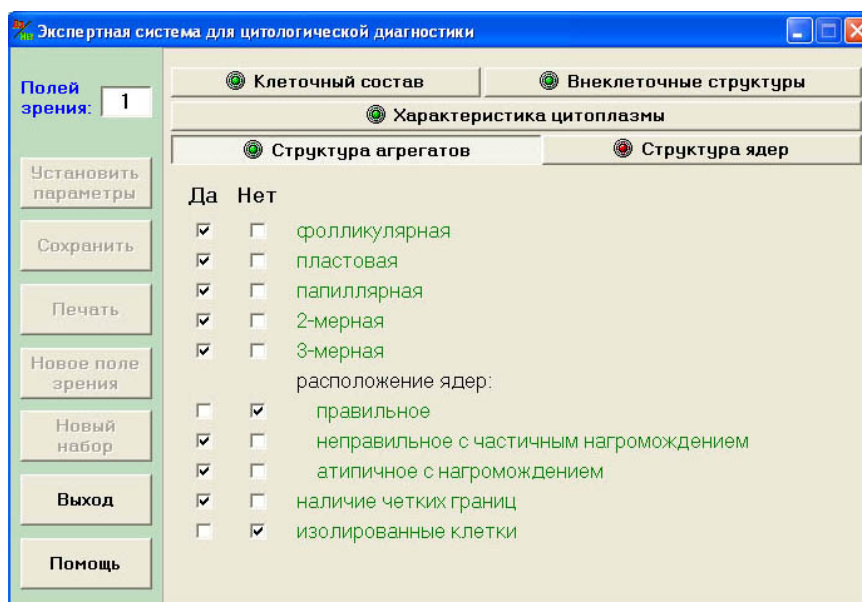 Экспертная система для цитологической диагностики
Полей
зрения: 1
Клеточный состав
Внеклеточные структуры
Характеристика цитоплазмы
Структура агрегатов
Структура ядер
Установить
параметры
Сохранить
Печать
Новое поле
зрения
Новый
набор
Выход
Помощь
Да Нет
фолликулярная
пластовая
папиллярная
2-мерная
3-мерная
расположение ядер:
правильное
неправильное с частичным нагромождением
атипичное с нагромождением
наличие четких границ
изолированные клетки